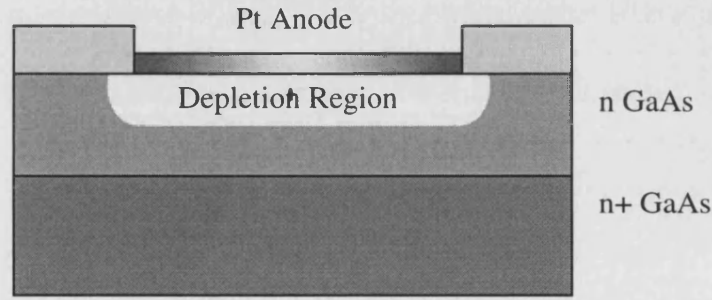 Pt Anode
Depletion Region
n GaAs
n+ GaAs